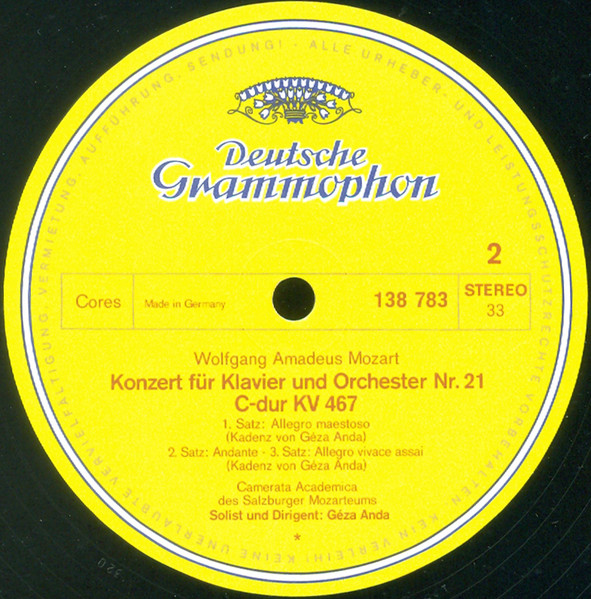 ALLE URHEBER- UND LEISTUNGSSCHUTZRECHTE VORBEHALTEN. KEIN VERLEIH! KEINE UNERLAUBTE VERVIELFÄLTIGUNG, VERMIETUNG, AUFFÜHRUNG, SENDUNG!
Deutsche
Grammophon
2
Cores
Made in Germany
138 783
STEREO
33
Wolfgang Amadeus Mozart
Konzert für Klavier und Orchester Nr. 21
C-dur KV 467
1. Satz: Allegro maestoso
(Kadenz von Géza Anda)
2. Satz: Andante · 3. Satz: Allegro vivace assai
(Kadenz von Géza Anda)
Camerata Academica
des Salzburger Mozarteums
Solist und Dirigent: Géza Anda
*
320